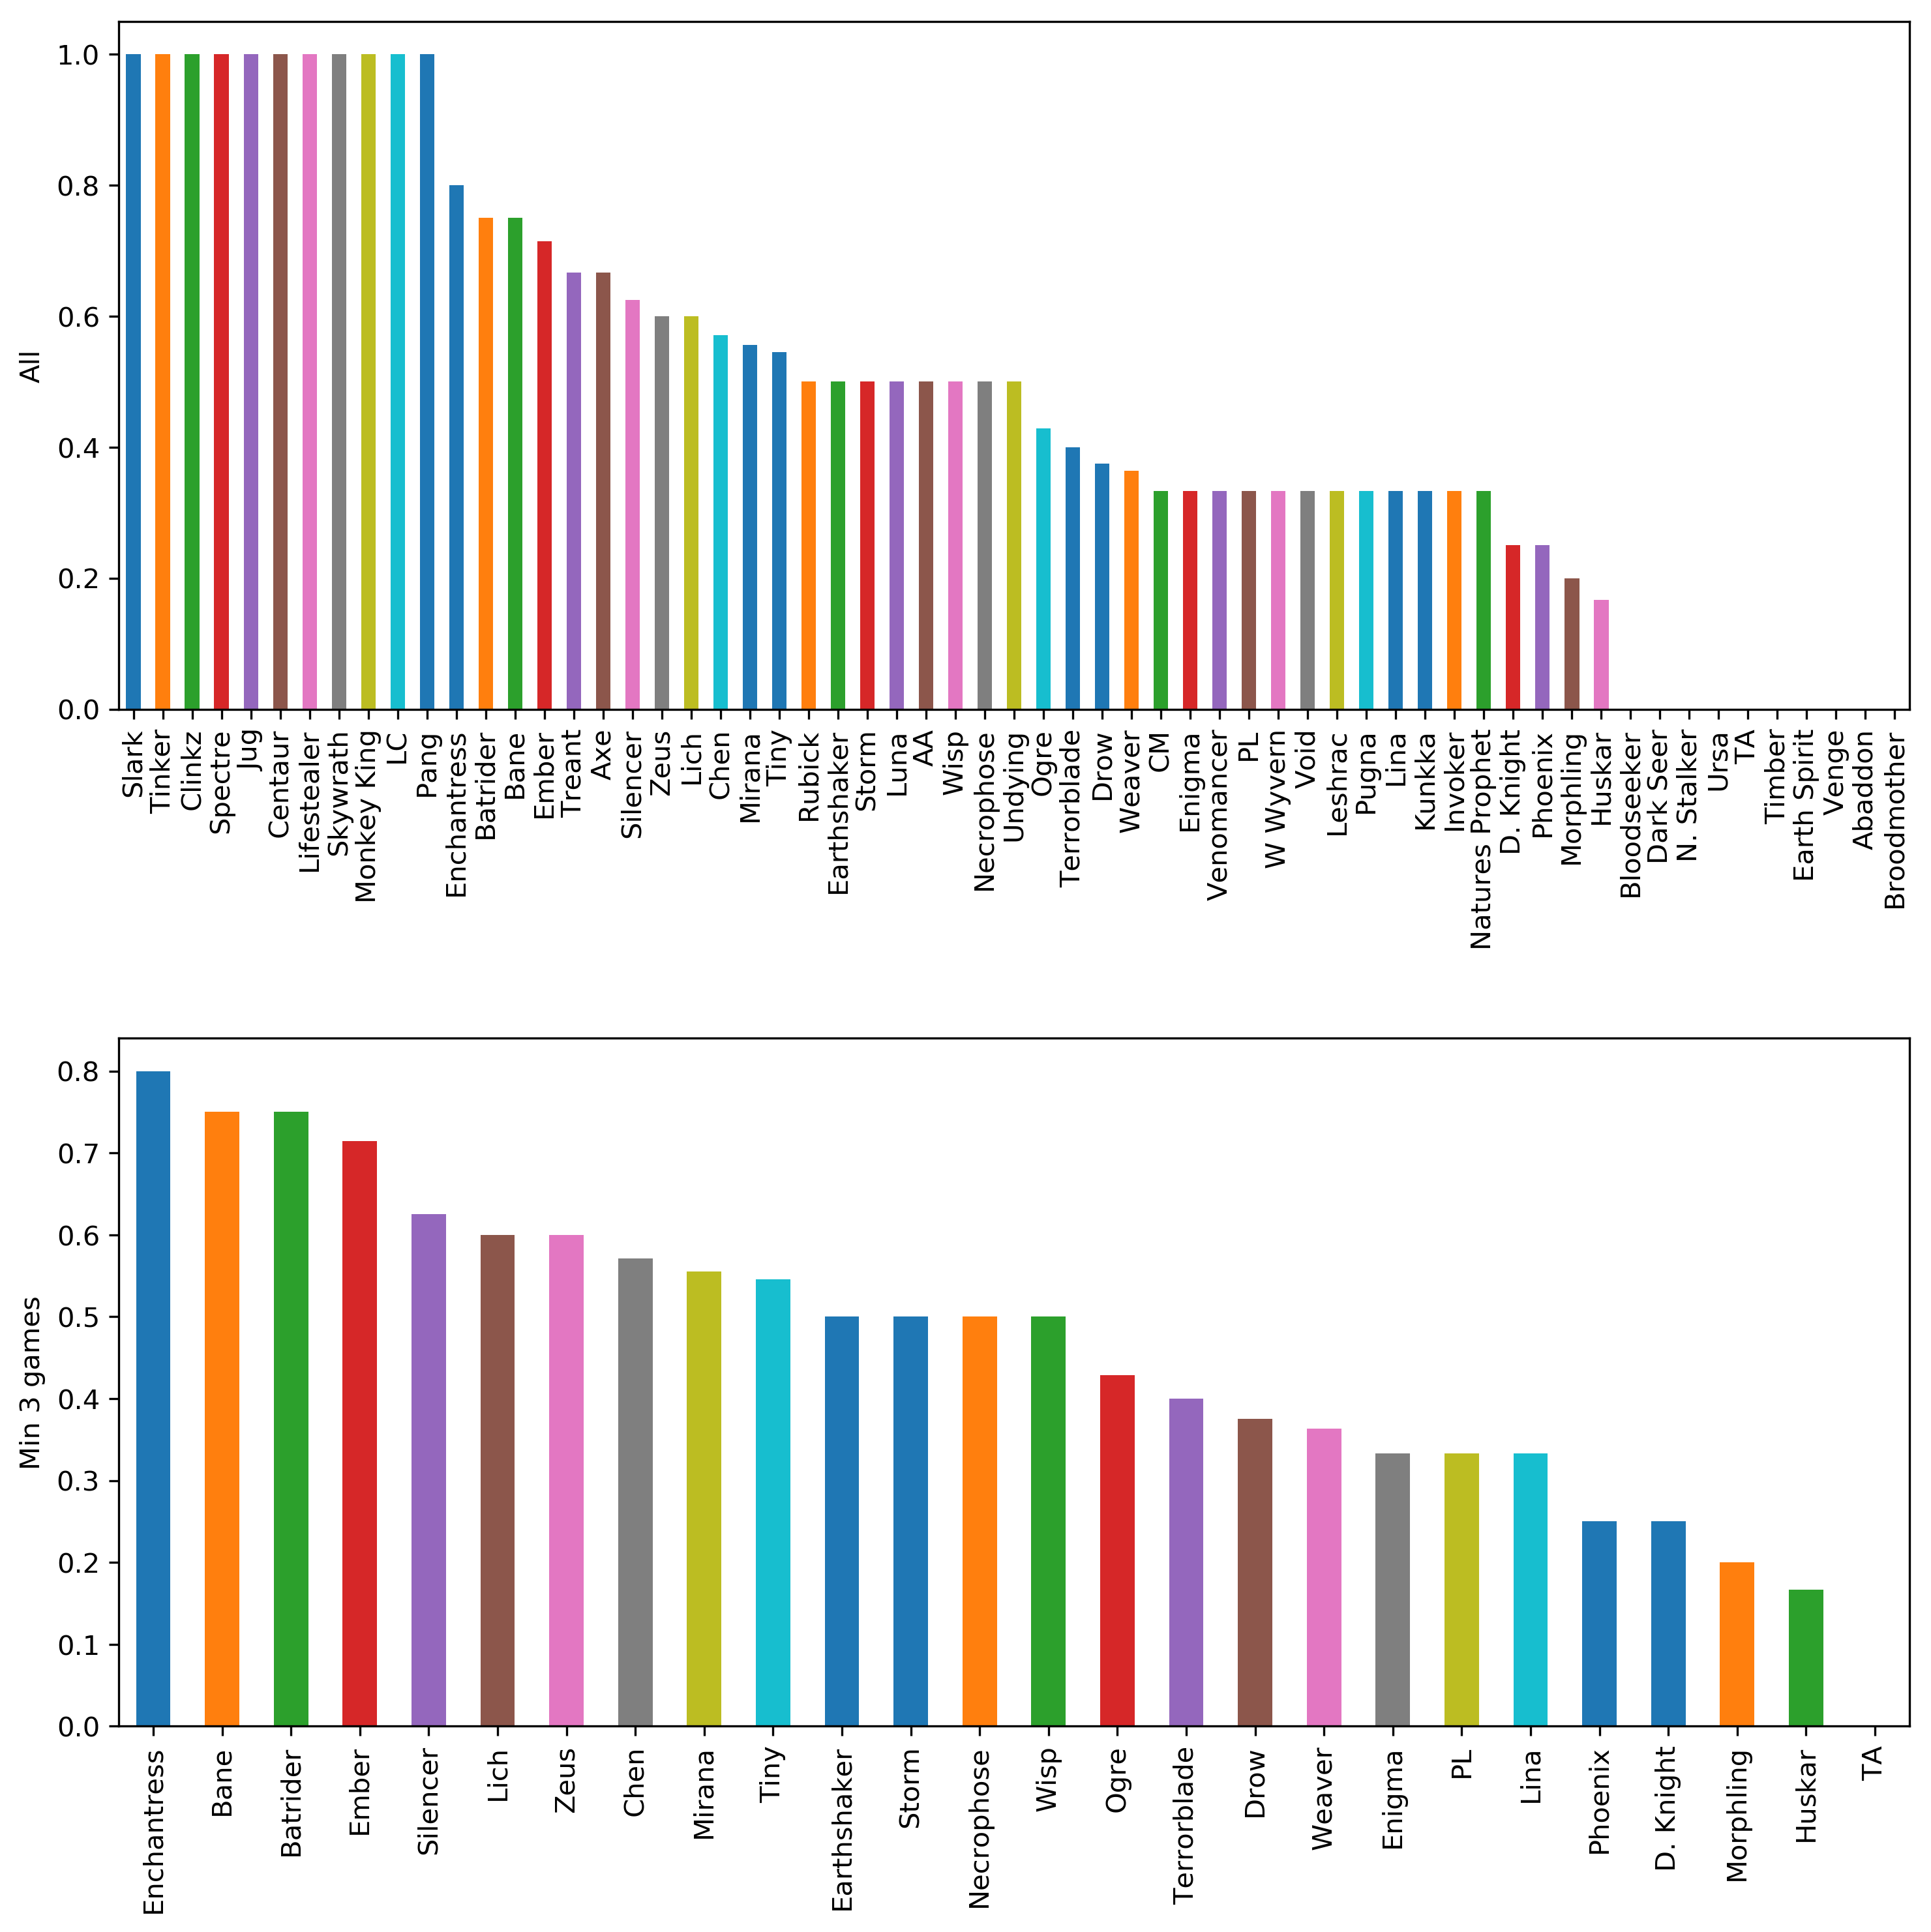 All
1.0
0.8
0.6
0.4
0.2
0.0
Slark
Tinker
Clinkz
Spectre
Jug
Centaur
Lifestealer
Skywrath
Monkey King
LC
Pang
Enchantress
Batrider
Bane
Ember
Treant
Axe
Silencer
Zeus
Lich
Chen
Mirana
Tiny
Rubick
Earthshaker
Storm
Luna
AA
Wisp
Necrophose
Undying
Ogre
Terrorblade
Drow
Weaver
CM
Enigma
Venomancer
PL
W Wyvern
Void
Leshrac
Pugna
Lina
Kunkka
Invoker
Natures Prophet
D. Knight
Phoenix
Morphling
Huskar
Bloodseeker
Dark Seer
N. Stalker
Ursa
TA
Timber
Earth Spirit
Venge
Abaddon
Broodmother
Min 3 games
0.8
0.7
0.6
0.5
0.4
0.3
0.2
0.1
0.0
Enchantress
Bane
Batrider
Ember
Silencer
Lich
Zeus
Chen
Mirana
Tiny
Earthshaker
Storm
Necrophose
Wisp
Ogre
Terrorblade
Drow
Weaver
Enigma
PL
Lina
Phoenix
D. Knight
Morphling
Huskar
TA